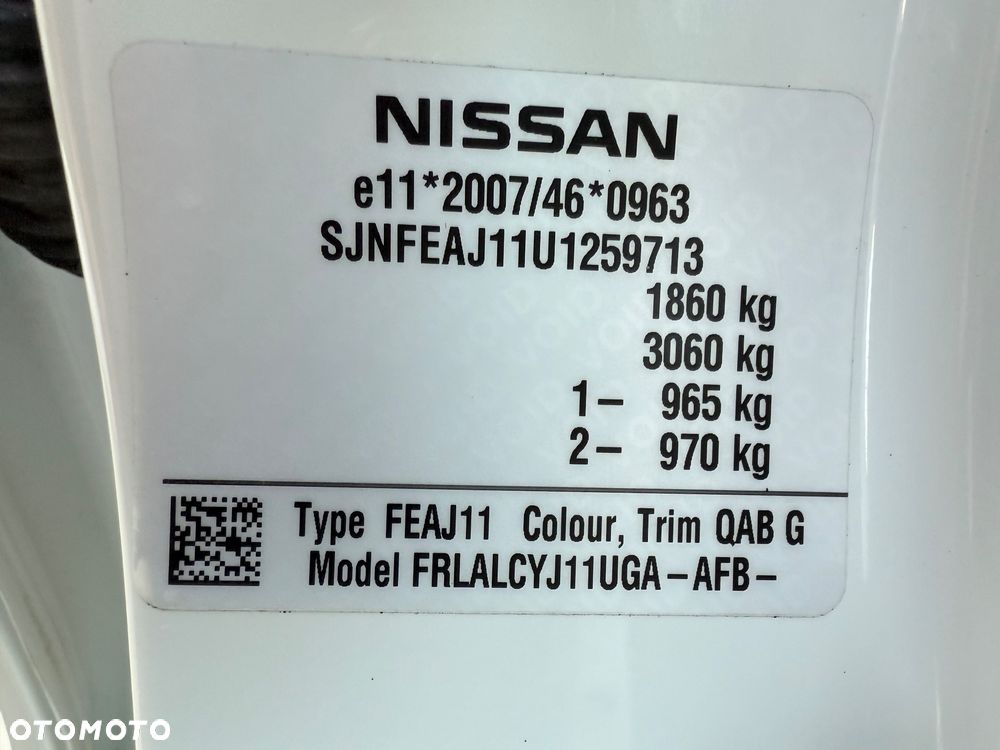 NISSAN
e11*2007/46*0963
SJNFEAJ11U1259713
1860 kg
3060 kg
1– 965 kg
2– 970 kg
Type FEAJ11 Colour, Trim QAB G
Model FRLALCYJ11UGA–AFB–
OTOMOTO